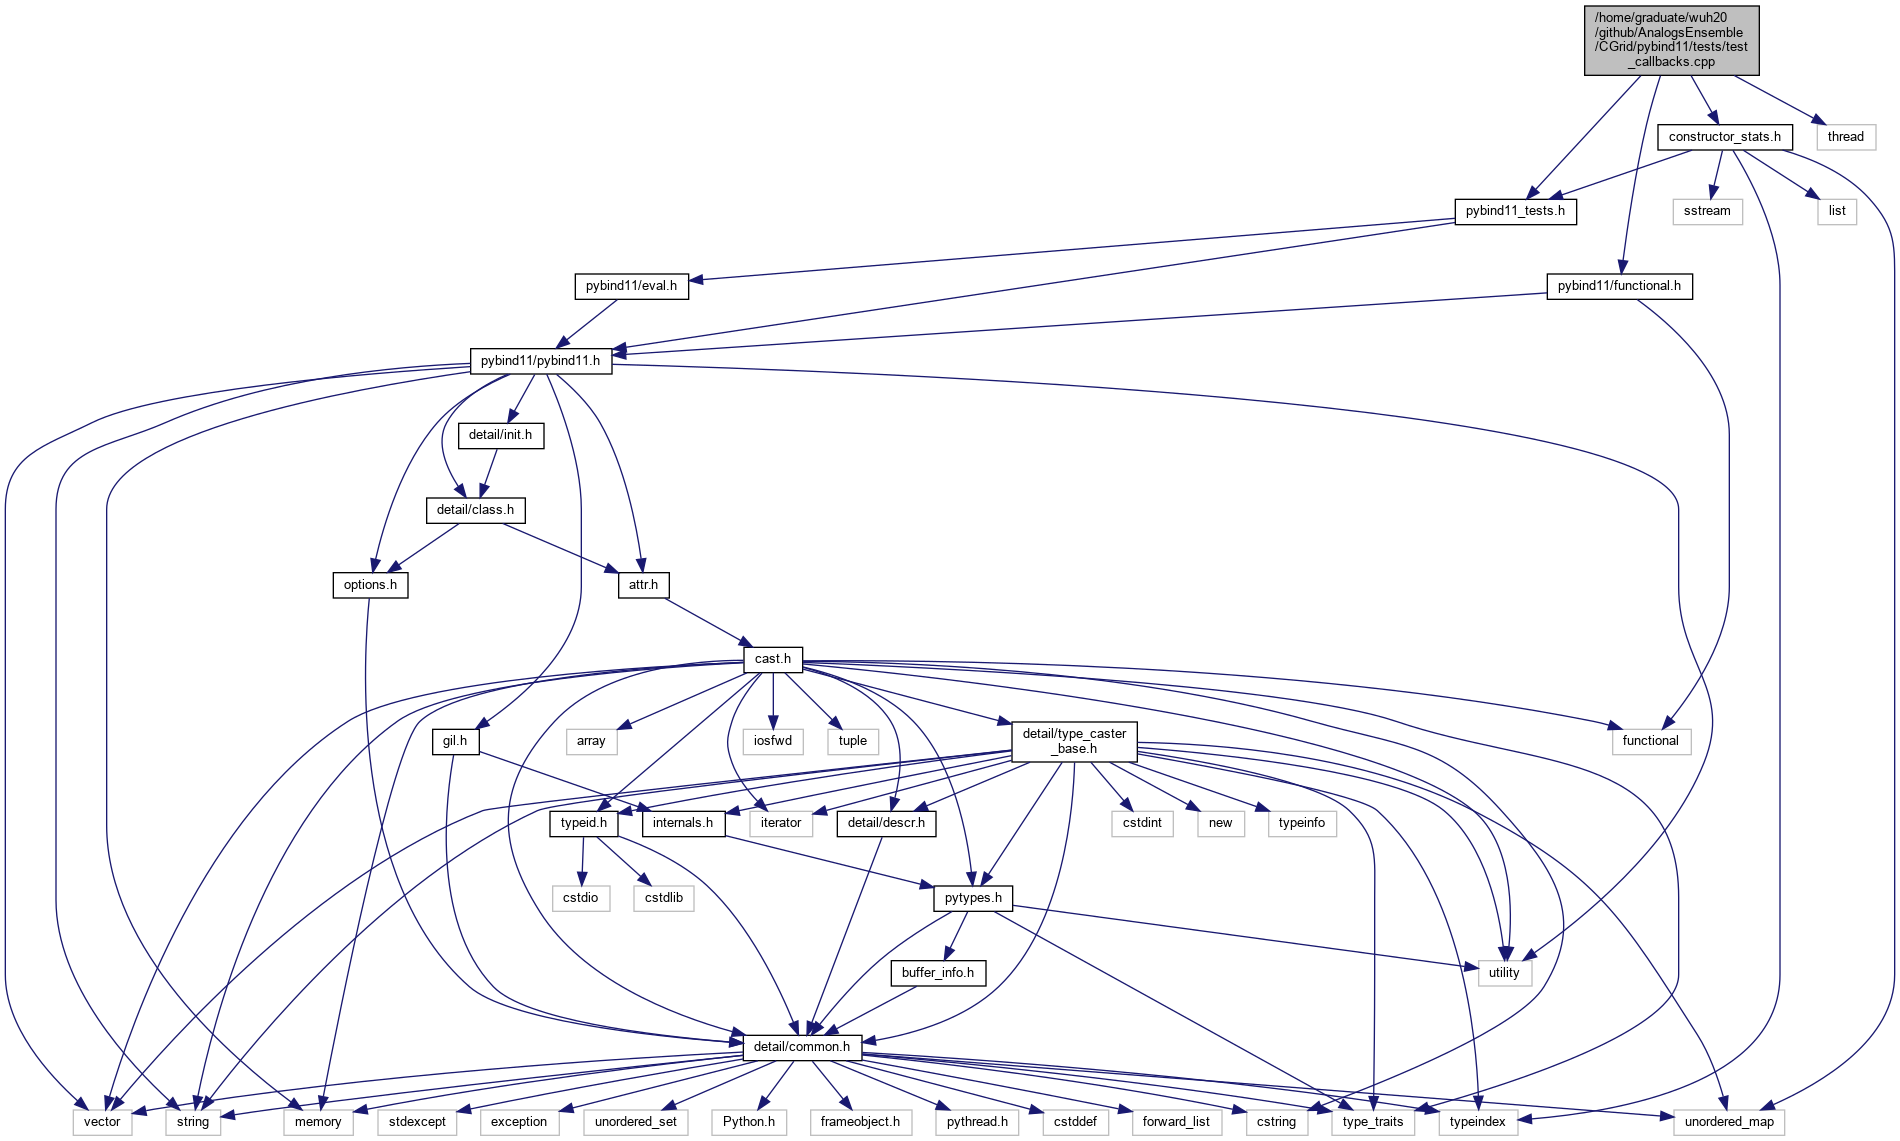 /home/graduate/wuh20
/github/AnalogsEnsemble
/CGrid/pybind11/tests/test
_callbacks.cpp
constructor_stats.h
thread
pybind11_tests.h
sstream
list
pybind11/eval.h
pybind11/functional.h
pybind11/pybind11.h
detail/init.h
detail/class.h
options.h
attr.h
cast.h
gil.h
array
iosfwd
tuple
detail/type_caster
_base.h
functional
typeid.h
internals.h
iterator
detail/descr.h
cstdint
new
typeinfo
cstdio
cstdlib
pytypes.h
buffer_info.h
utility
detail/common.h
vector
string
memory
stdexcept
exception
unordered_set
Python.h
frameobject.h
pythread.h
cstddef
forward_list
cstring
type_traits
typeindex
unordered_map